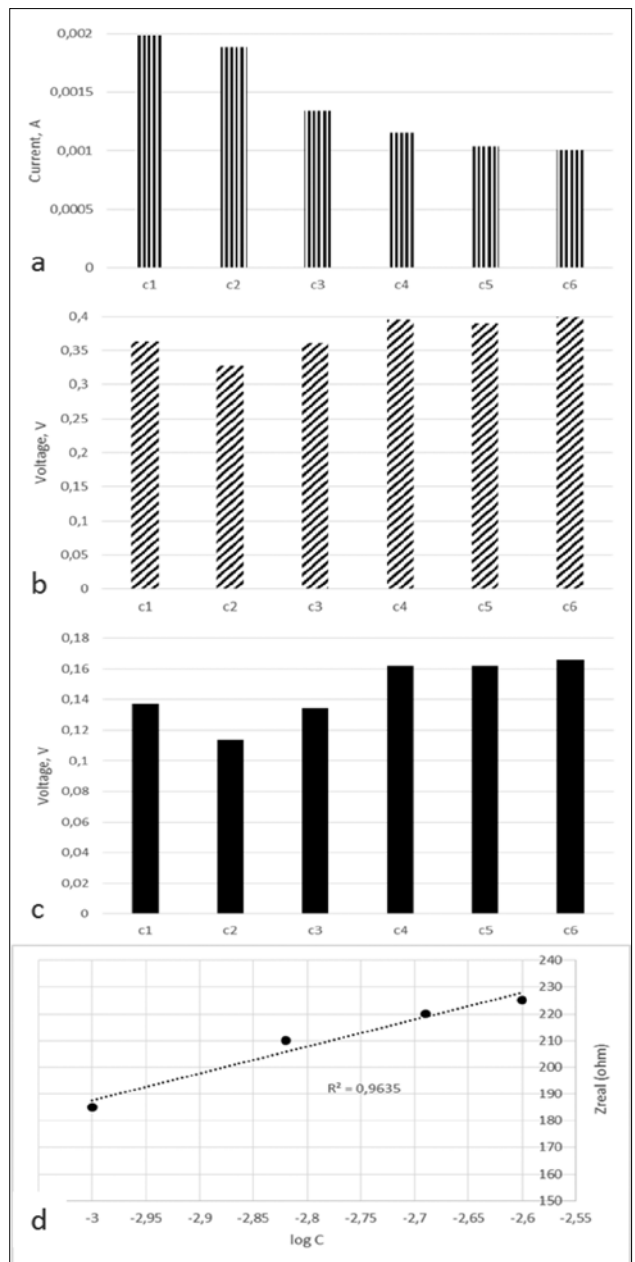 0,002
0,0015
0,001
0,0005
0
Current, A
a
c1 c2 c3 c4 c5 c6
0,4
0,35
0,3
0,25
0,2
0,15
0,1
0,05
0
Voltage, V
b
c1 c2 c3 c4 c5 c6
0,18
0,16
0,14
0,12
0,1
0,08
0,06
0,04
0,02
0
Voltage, V
c
c1 c2 c3 c4 c5 c6
240
230
220
210
200
190
180
170
160
150
Zreal (ohm)
R² = 0,9635
d
-3 -2,95 -2,9 -2,85 -2,8 -2,75 -2,7 -2,65 -2,6 -2,55
log C